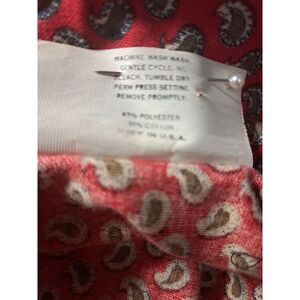 MACHINE WASH WARM,
GENTLE CYCLE, NO
BLEACH. TUMBLE DRY
PERM PRESS SETTING
REMOVE PROMPTLY.
65% POLYESTER
35% COTTON
MADE IN U.S.A.